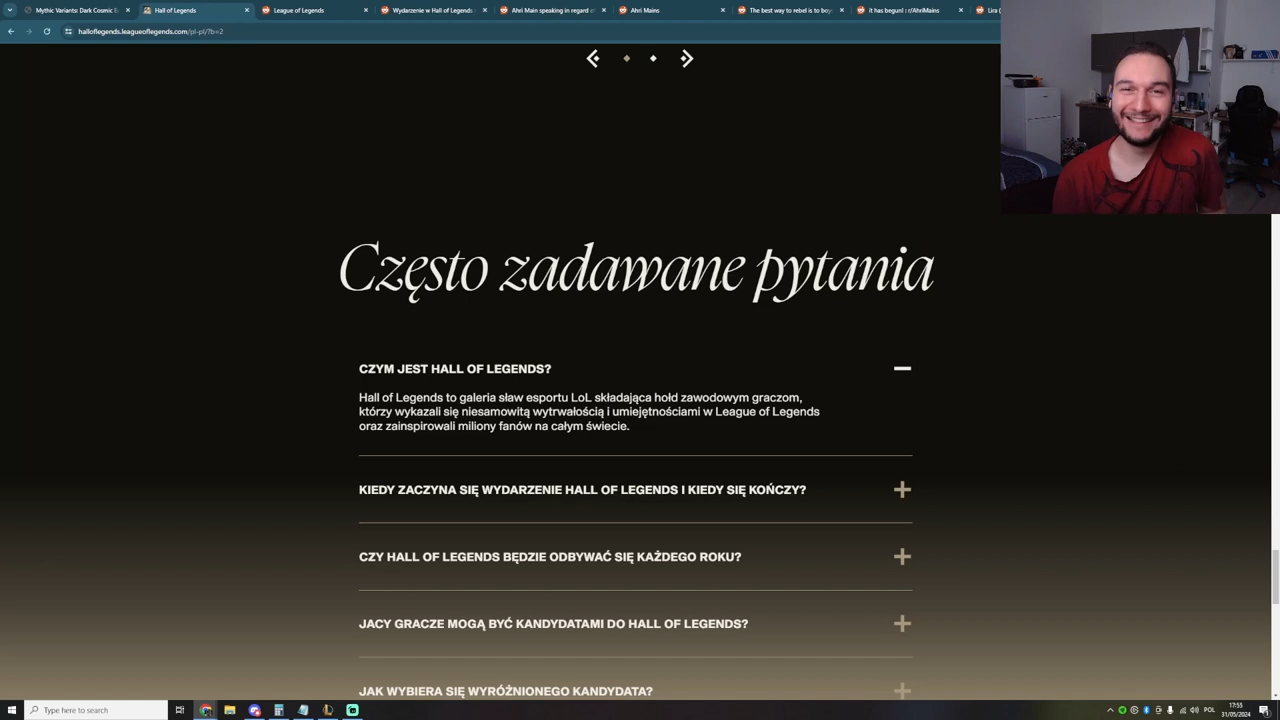 Mythic Variants: Dark Cosmic E
Hall of Legends
League of Legends
Wydarzenie w Hall of Legends
Ahri Main speaking in regard of
Ahri Mains
The best way to rebel is to boy
It has begun! : r/AhriMains
Lira (
halloflegends.leagueoflegends.com/pl-pl/?b=2
Często zadawane pytania
CZYM JEST HALL OF LEGENDS?
Hall of Legends to galeria sław esportu LoL składająca hołd zawodowym graczom,
którzy wykazali się niesamowitą wytrwałością i umiejętnościami w League of Legends
oraz zainspirowali miliony fanów na całym świecie.
KIEDY ZACZYNA SIĘ WYDARZENIE HALL OF LEGENDS I KIEDY SIĘ KOŃCZY?
CZY HALL OF LEGENDS BĘDZIE ODBYWAĆ SIĘ KAŻDEGO ROKU?
JACY GRACZE MOGĄ BYĆ KANDYDATAMI DO HALL OF LEGENDS?
JAK WYBIERA SIĘ WYRÓŻNIONEGO KANDYDATA?
Type here to search
POL
17:55
31/05/2024